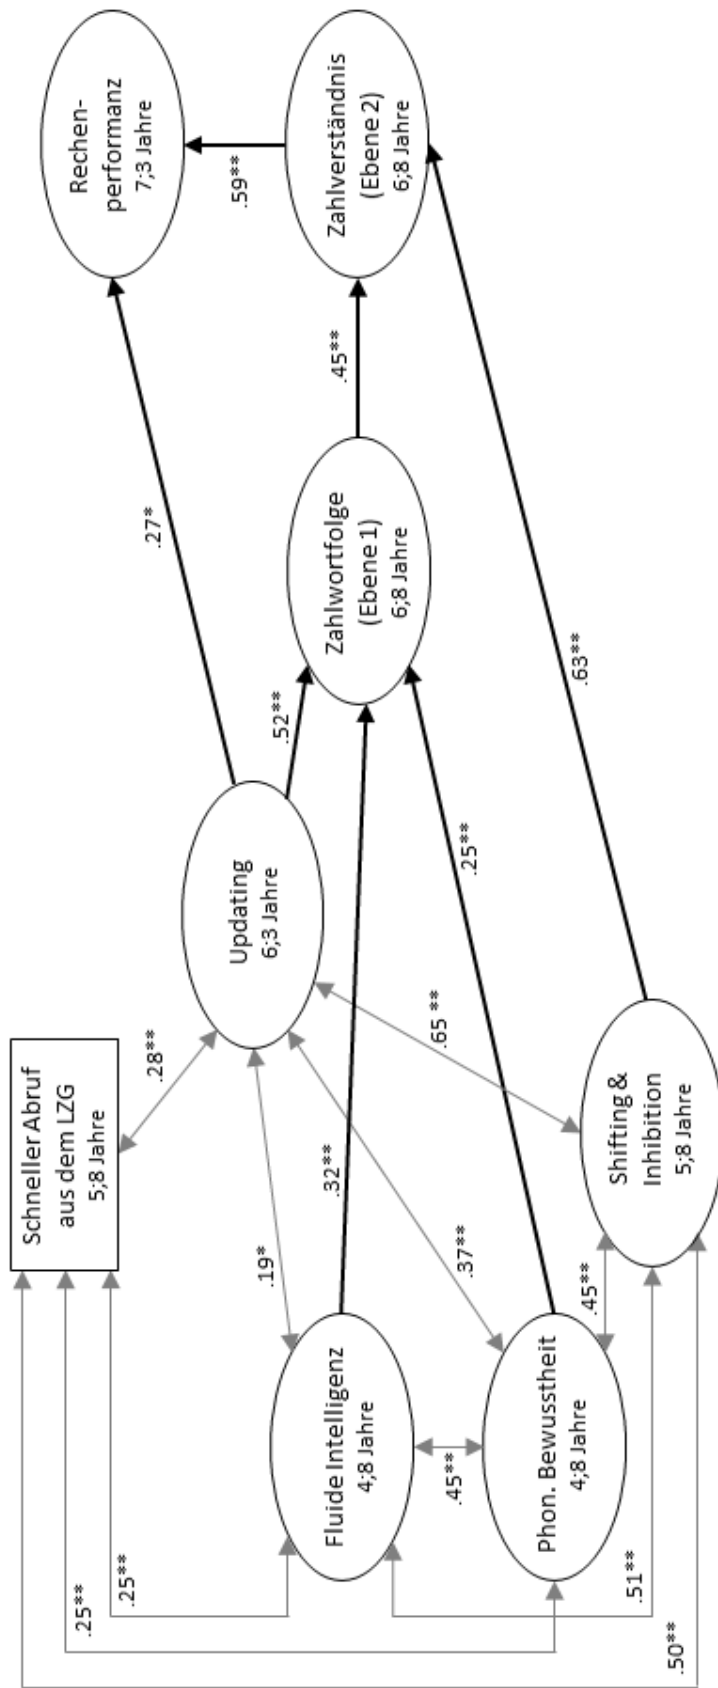 Schneller Abruf
aus dem LZG
5;8 Jahre
Fluide Intelligenz
4;8 Jahre
Phon. Bewusstheit
4;8 Jahre
Shifting &
Inhibition
5;8 Jahre
Updating
6;3 Jahre
Zahlwortfolge
(Ebene 1)
6;8 Jahre
Zahlverständnis
(Ebene 2)
6;8 Jahre
Rechen-
performanz
7;3 Jahre
.25**
.25**
.28**
.19*
.37**
.45**
.45**
.51**
.50**
.65 **
.32**
.25**
.52**
.27*
.45**
.59**
.63**